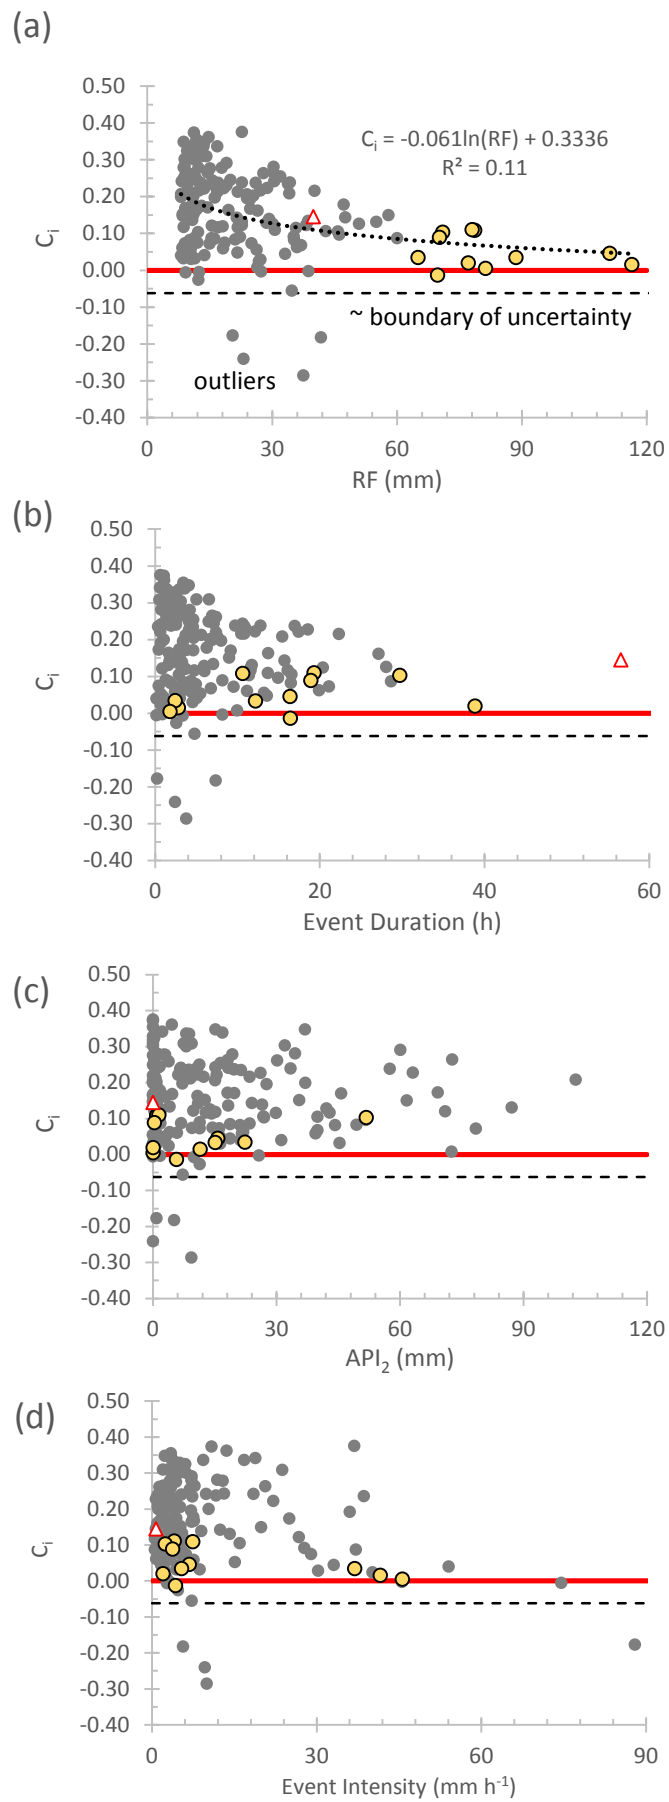 (a)
0.50
0.40
0.30
0.20
0.10
0.00
-0.10
-0.20
-0.30
-0.40
Cᵢ
Cᵢ = -0.061ln(RF) + 0.3336
R² = 0.11
~ boundary of uncertainty
outliers
0 30 60 90 120
RF (mm)
(b)
0.50
0.40
0.30
0.20
0.10
0.00
-0.10
-0.20
-0.30
-0.40
Cᵢ
0 20 40 60
Event Duration (h)
(c)
0.50
0.40
0.30
0.20
0.10
0.00
-0.10
-0.20
-0.30
-0.40
Cᵢ
0 30 60 90 120
API₂ (mm)
(d)
0.50
0.40
0.30
0.20
0.10
0.00
-0.10
-0.20
-0.30
-0.40
Cᵢ
0 30 60 90
Event Intensity (mm h⁻¹)